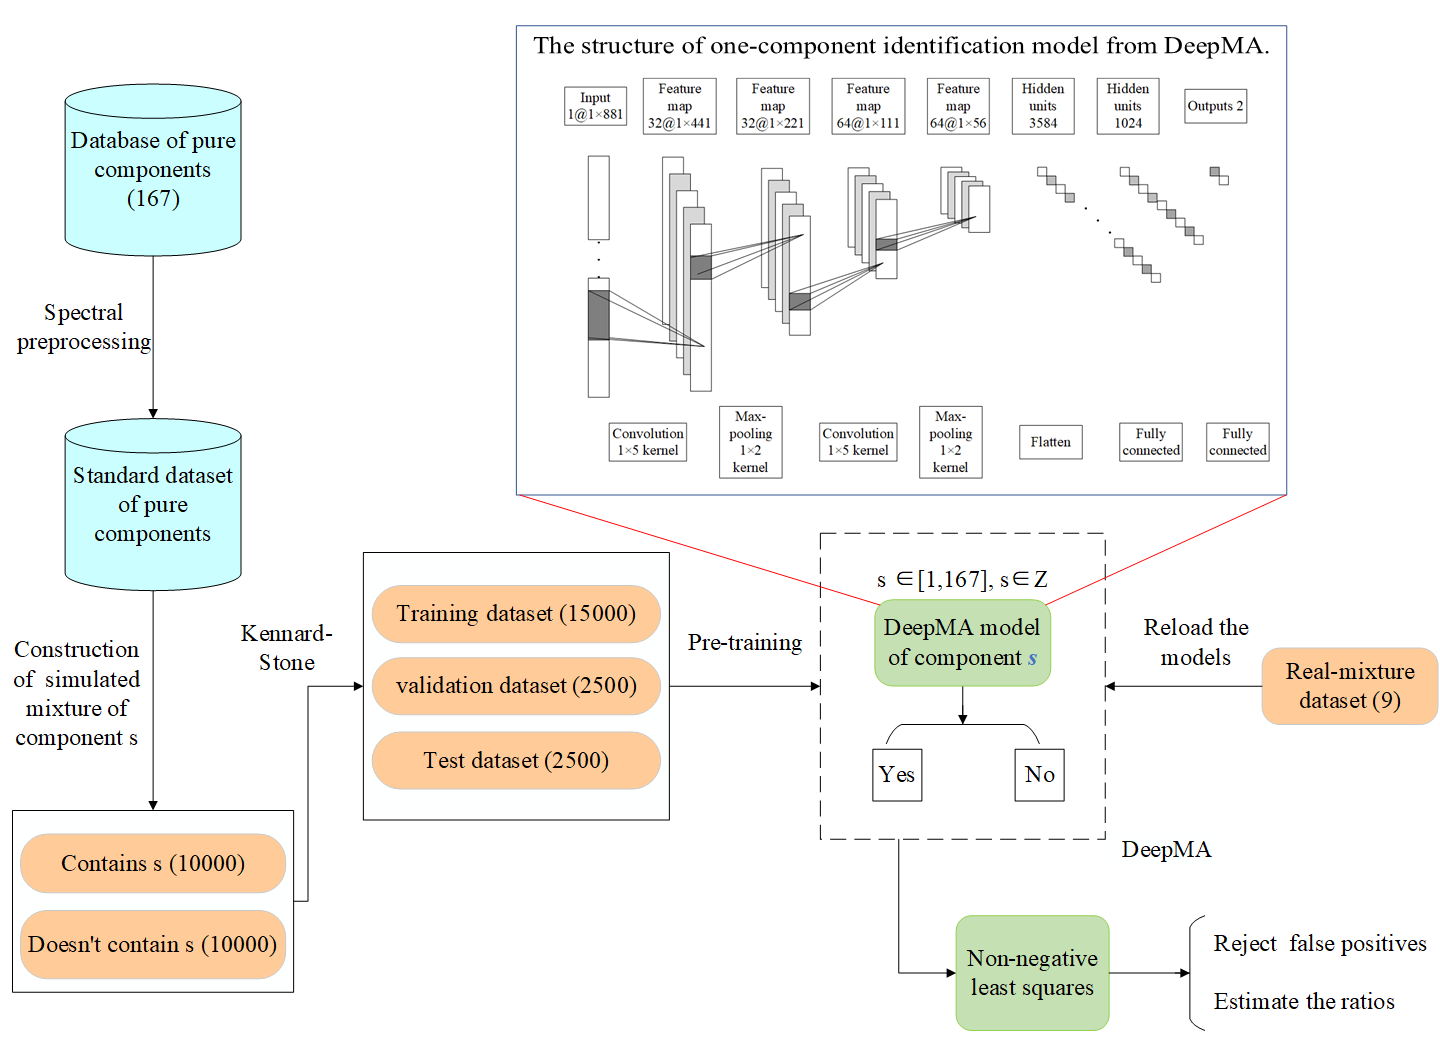 The structure of one-component identification model from DeepMA.
Input
1@1×881
Feature
map
32@1×441
Feature
map
32@1×221
Feature
map
64@1×111
Feature
map
64@1×56
Hidden
units
3584
Hidden
units
1024
Outputs 2
Convolution
1×5 kernel
Max-
pooling
1×2
kernel
Convolution
1×5 kernel
Max-
pooling
1×2
kernel
Flatten
Fully
connected
Fully
connected
Database of pure
components
(167)
Spectral
preprocessing
Standard dataset
of pure
components
Construction
of simulated
mixture of
component s
Contains s (10000)
Doesn't contain s (10000)
Kennard-
Stone
Training dataset (15000)
validation dataset (2500)
Test dataset (2500)
Pre-training
s ∈[1,167], s∈Z
DeepMA model
of component s
Yes
No
DeepMA
Reload the
models
Real-mixture
dataset (9)
Non-negative
least squares
Reject false positives
Estimate the ratios